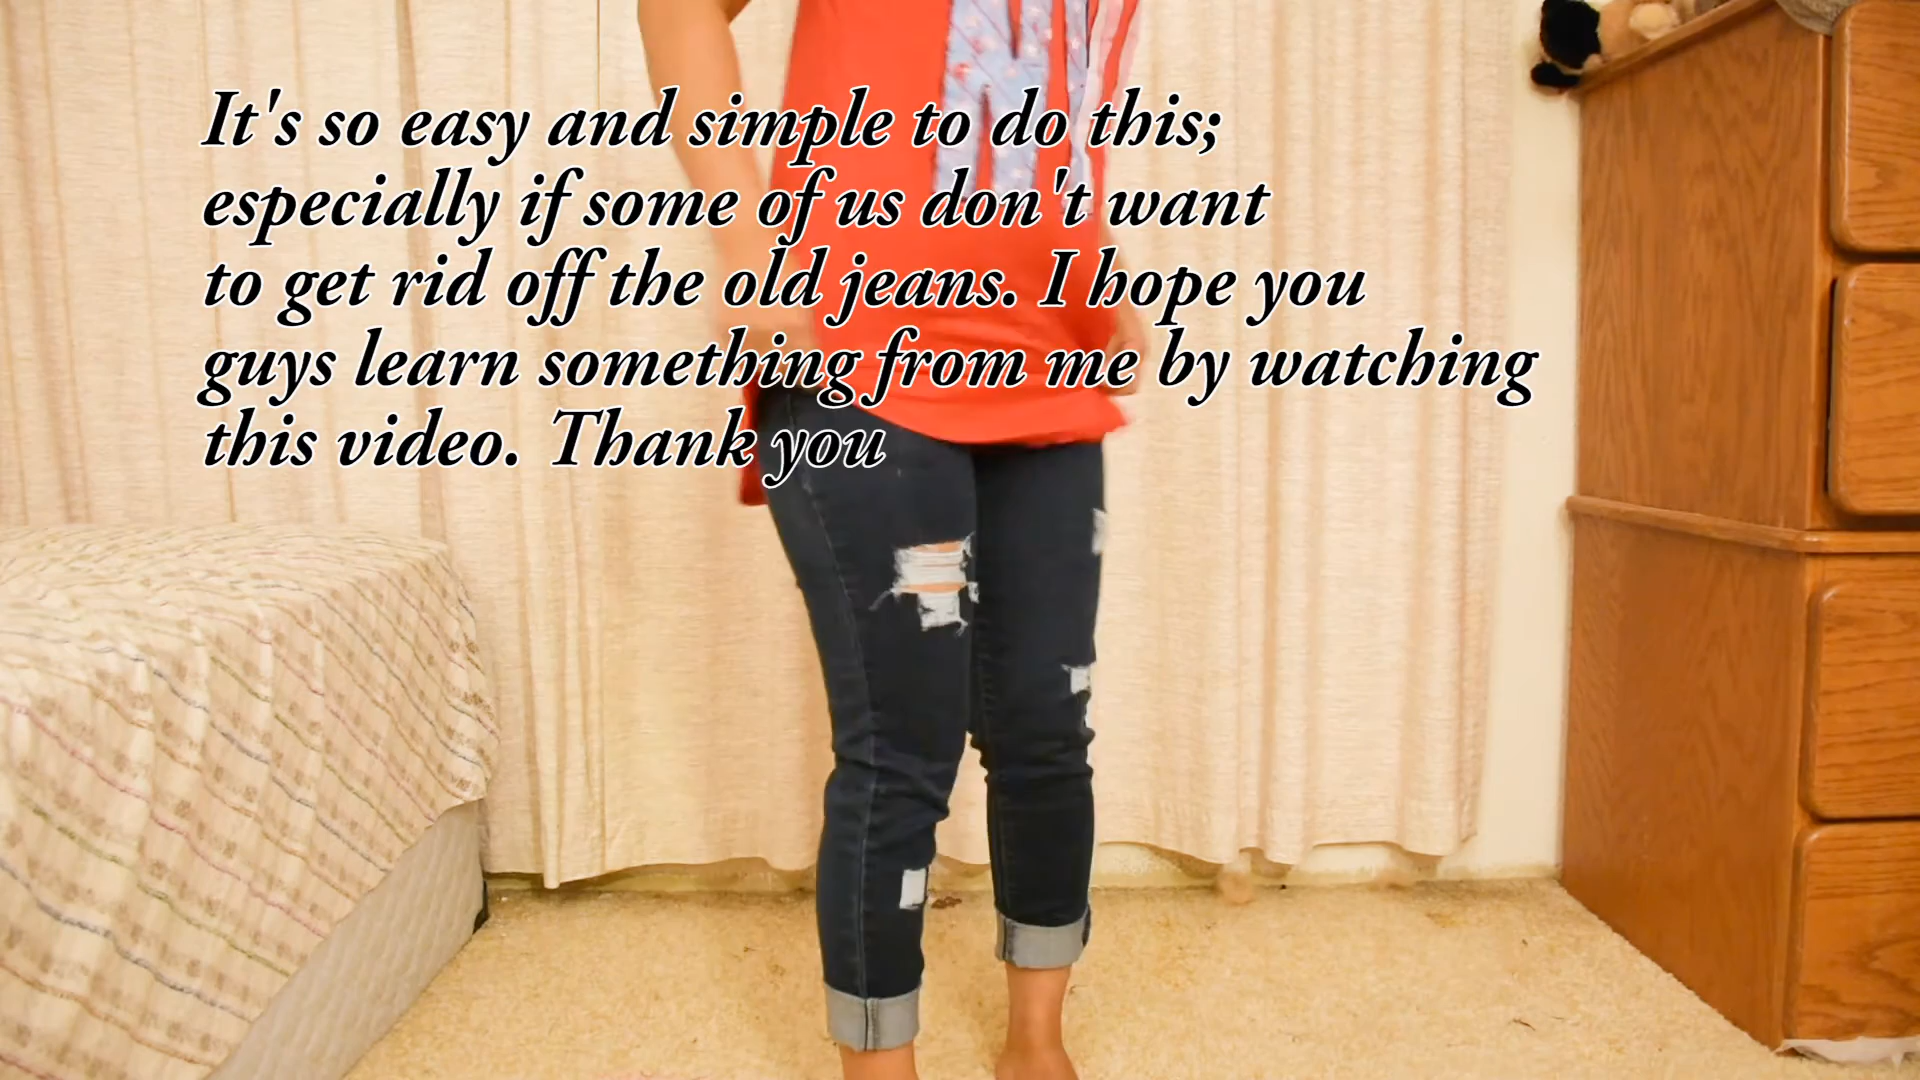 It's so easy and simple to do this;
especially if some of us don't want
to get rid off the old jeans. I hope you
guys learn something from me by watching
this video. Thank you